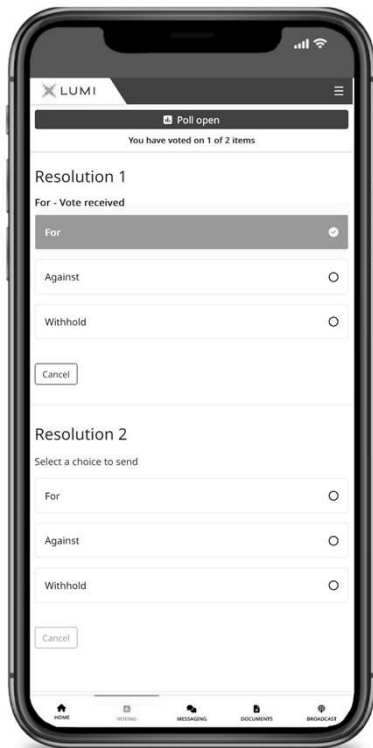 LUMI
Poll open
You have voted on 1 of 2 items
Resolution 1
For - Vote received
For
Against
Withhold
Cancel
Resolution 2
Select a choice to send
For
Against
Withhold
Cancel
HOME VOTING MESSAGING DOCUMENTS BROADCAST